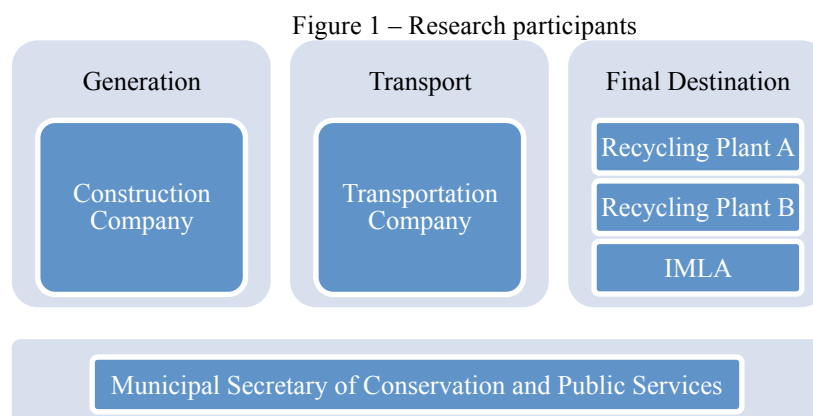 Figure 1 – Research participants
Generation
Construction
Company
Transport
Transportation
Company
Final Destination
Recycling Plant A
Recycling Plant B
IMLA
Municipal Secretary of Conservation and Public Services